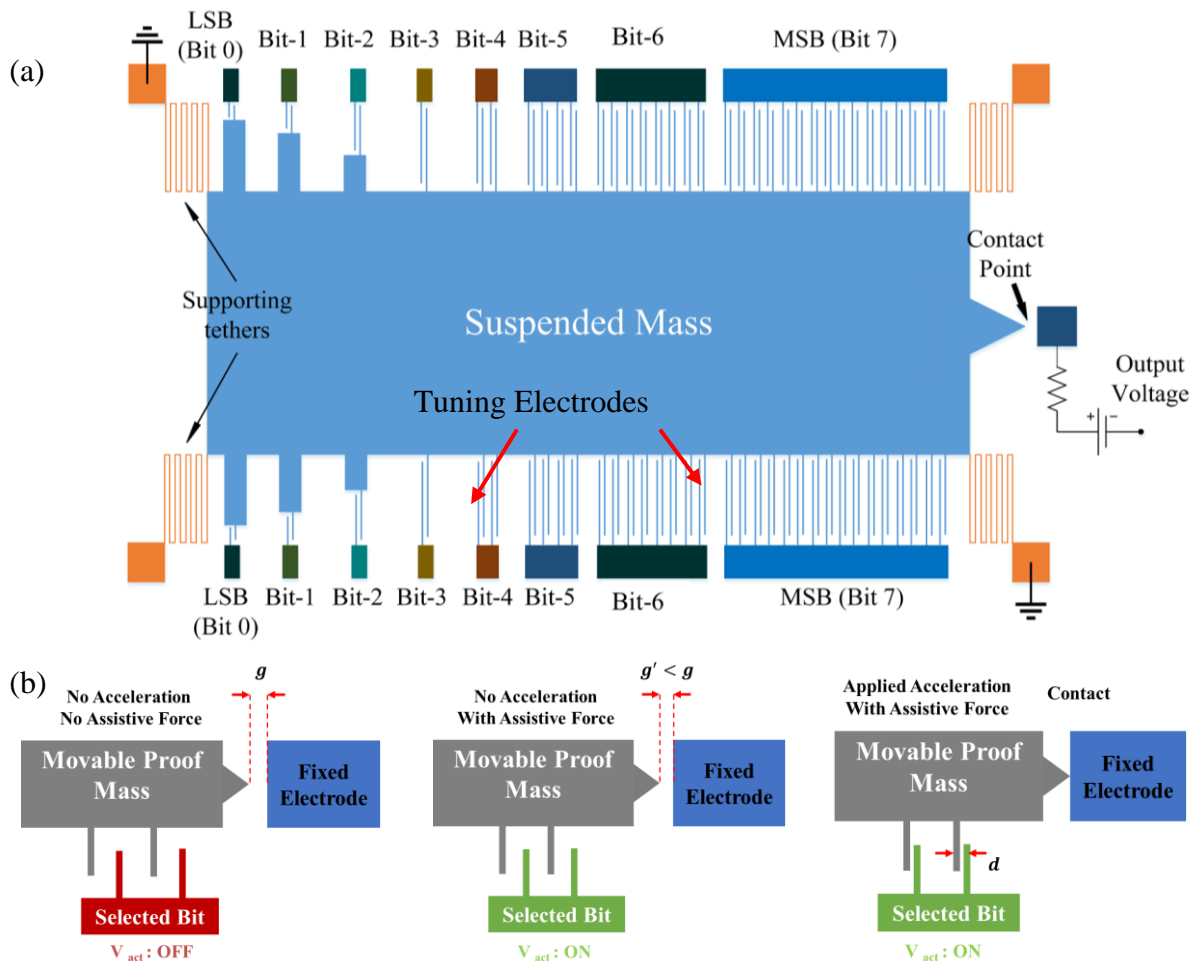 (a)
LSB
(Bit 0)
Bit-1
Bit-2
Bit-3
Bit-4
Bit-5
Bit-6
MSB (Bit 7)
Contact
Point
Supporting
tethers
Suspended Mass
Output
Voltage
+
−
Tuning Electrodes
LSB
(Bit 0)
Bit-1
Bit-2
Bit-3
Bit-4
Bit-5
Bit-6
MSB (Bit 7)
(b)
g
No Acceleration
No Assistive Force
Movable Proof
Mass
Fixed
Electrode
Selected Bit
V act : OFF
g′ < g
No Acceleration
With Assistive Force
Movable Proof
Mass
Fixed
Electrode
Selected Bit
V act : ON
Applied Acceleration
With Assistive Force
Contact
Movable Proof
Mass
Fixed
Electrode
d
Selected Bit
V act : ON